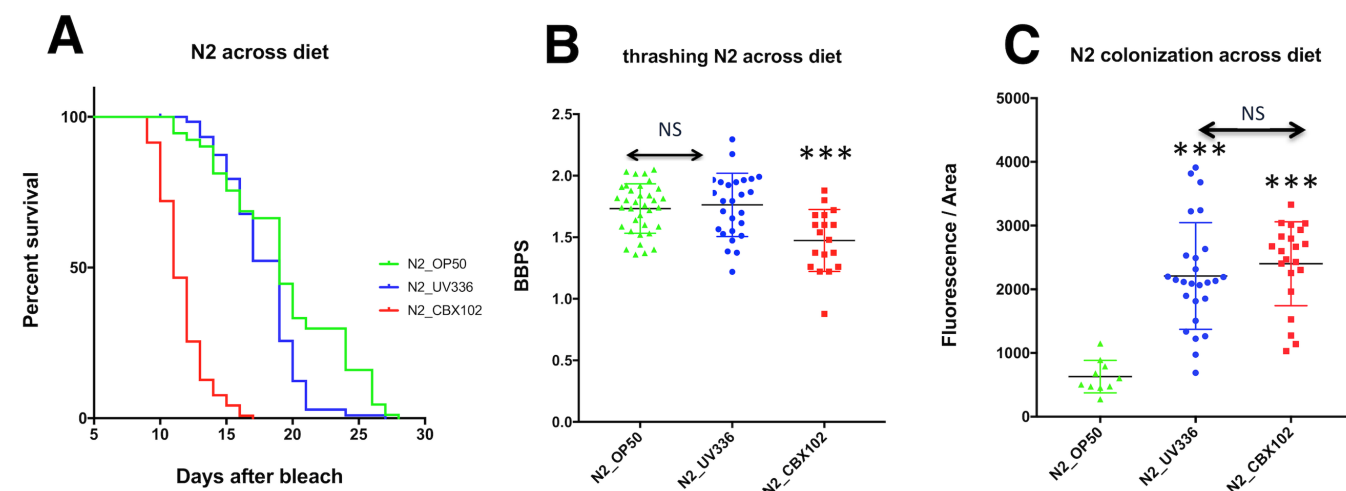 A
N2 across diet
Percent survival
100
50
0
5
10
15
20
25
30
Days after bleach
N2_OP50
N2_UV336
N2_CBX102
B
thrashing N2 across diet
BBPS
2.5
2.0
1.5
1.0
0.5
0.0
NS
***
N2_OP50
N2_UV336
N2_CBX102
C
N2 colonization across diet
Fluorescence / Area
5000
4000
3000
2000
1000
0
NS
***
***
N2_OP50
N2_UV336
N2_CBX102